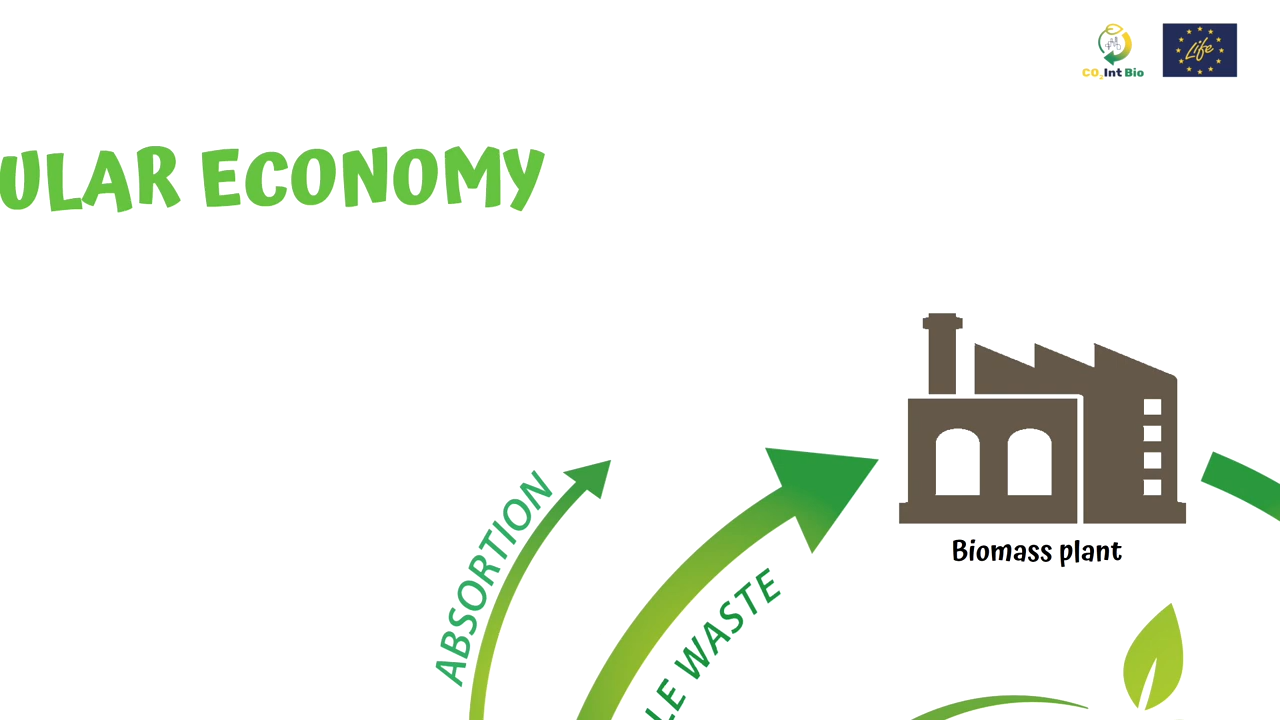 CO₂Int Bio
Life
ULAR ECONOMY
ABSORTION
LE WASTE
Biomass plant